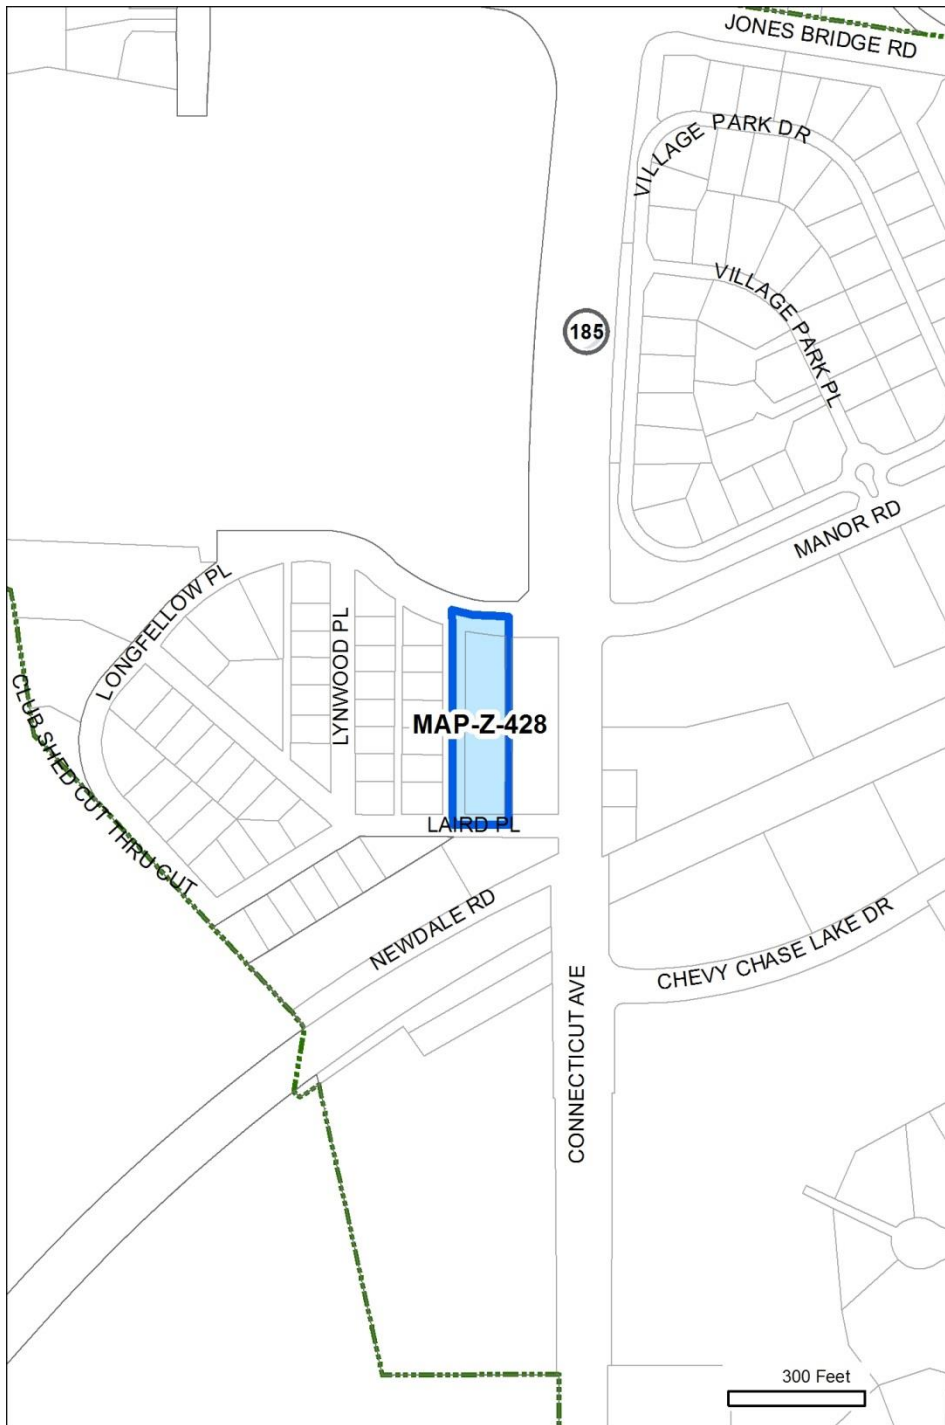 JONES BRIDGE RD
VILLAGE PARK DR
VILLAGE PARK PL
185
MANOR RD
LONGFELLOW PL
LYNWOOD PL
MAP-Z-428
CLUB SHED CUT THRU CUT
LAIRD PL
NEWDALE RD
CHEVY CHASE LAKE DR
CONNECTICUT AVE
300 Feet